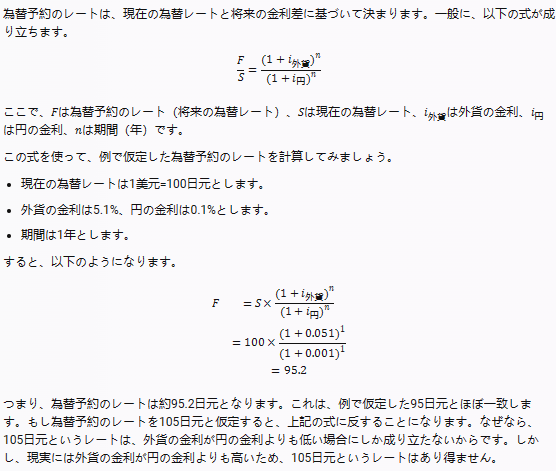 為替予約のレートは、現在の為替レートと将来の金利差に基づいて決まります。一般に、以下の式が成
り立ちます。
F/S = (1 + i外貨)^n / (1 + i円)^n
ここで、Fは為替予約のレート（将来の為替レート）、Sは現在の為替レート、i外貨は外貨の金利、i円
は円の金利、nは期間（年）です。
この式を使って、例で仮定した為替予約のレートを計算してみましょう。
• 現在の為替レートは1美元=100日元とします。
• 外貨の金利は5.1%、円の金利は0.1%とします。
• 期間は1年とします。
すると、以下のようになります。
F = S × (1 + i外貨)^n / (1 + i円)^n
= 100 × (1 + 0.051)^1 / (1 + 0.001)^1
= 95.2
つまり、為替予約のレートは約95.2日元となります。これは、例で仮定した95日元とほぼ一致しま
す。もし為替予約のレートを105日元と仮定すると、上記の式に反することになります。なぜなら、
105日元というレートは、外貨の金利が円の金利よりも低い場合にしか成り立たないからです。しか
し、現実には外貨の金利が円の金利よりも高いため、105日元というレートはあり得ません。